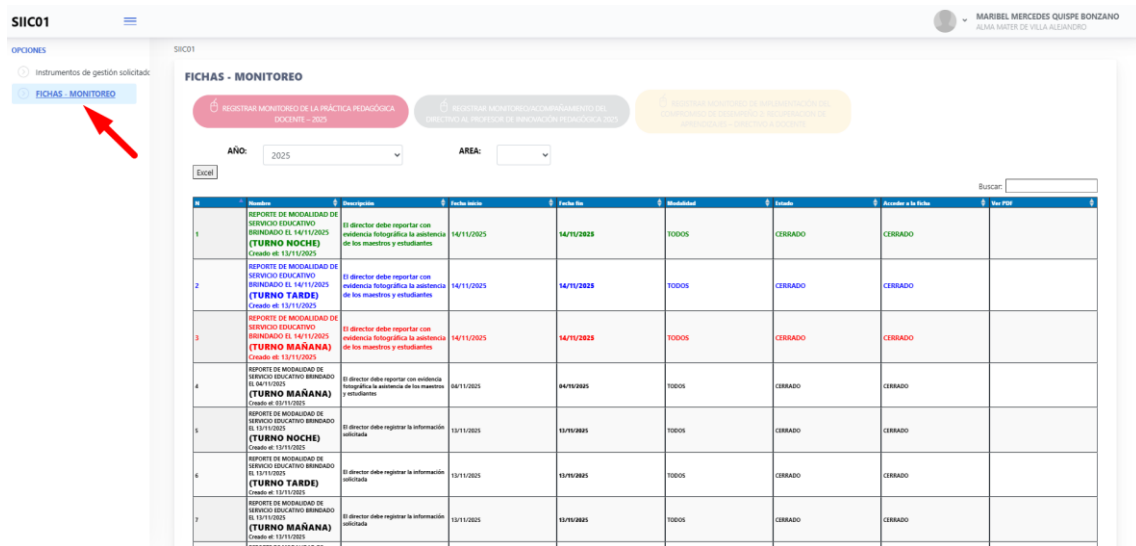 SIIC01
MARIBEL MERCEDES QUISPE BONZANO
ALMA MATER DE VILLA ALEJANDRO
OPCIONES
Instrumentos de gestión solicitado
FICHAS - MONITOREO
SIIC01
FICHAS - MONITOREO
REGISTRAR MONITOREO DE LA PRÁCTICA PEDAGÓGICA
DOCENTE – 2025
REGISTRAR MONITOREO/ACOMPAÑAMIENTO DEL
DIRECTIVO AL PROFESOR DE INNOVACIÓN PEDAGÓGICA 2025
REGISTRAR MONITOREO DE IMPLEMENTACIÓN DEL
COMPROMISO DE DESEMPEÑO 2:
APRENDIZAJES – DIRECTIVO A DOCENTE
AÑO:
2025
AREA:
Excel
Buscar:
N Nombre Descripción Fecha inicio Fecha fin Modalidad Estado Acceder a la ficha Ver PDF
REPORTE DE MODALIDAD DE
SERVICIO EDUCATIVO
BRINDADO EL 14/11/2025
(TURNO NOCHE)
Creado el: 13/11/2025
El director debe reportar con
evidencia fotográfica la asistencia
de los maestros y estudiantes
1 14/11/2025 14/11/2025 TODOS CERRADO CERRADO
REPORTE DE MODALIDAD DE
SERVICIO EDUCATIVO
BRINDADO EL 14/11/2025
(TURNO TARDE)
Creado el: 13/11/2025
El director debe reportar con
evidencia fotográfica la asistencia
de los maestros y estudiantes
2 14/11/2025 14/11/2025 TODOS CERRADO CERRADO
REPORTE DE MODALIDAD DE
SERVICIO EDUCATIVO
BRINDADO EL 14/11/2025
(TURNO MAÑANA)
Creado el: 13/11/2025
El director debe reportar con
evidencia fotográfica la asistencia
de los maestros y estudiantes
3 14/11/2025 14/11/2025 TODOS CERRADO CERRADO
REPORTE DE MODALIDAD DE
SERVICIO EDUCATIVO BRINDADO
EL 04/11/2025
(TURNO MAÑANA)
Creado el: 03/11/2025
El director debe reportar con evidencia
fotográfica la asistencia de los maestros
y estudiantes
4 04/11/2025 04/11/2025 TODOS CERRADO CERRADO
REPORTE DE MODALIDAD DE
SERVICIO EDUCATIVO BRINDADO
EL 13/11/2025
(TURNO NOCHE)
Creado el: 13/11/2025
El director debe registrar la información
solicitada
5 13/11/2025 13/11/2025 TODOS CERRADO CERRADO
REPORTE DE MODALIDAD DE
SERVICIO EDUCATIVO BRINDADO
EL 13/11/2025
(TURNO TARDE)
Creado el: 13/11/2025
El director debe registrar la información
solicitada
6 13/11/2025 13/11/2025 TODOS CERRADO CERRADO
REPORTE DE MODALIDAD DE
SERVICIO EDUCATIVO BRINDADO
EL 13/11/2025
(TURNO MAÑANA)
Creado el: 13/11/2025
El director debe registrar la información
solicitada
7 13/11/2025 13/11/2025 TODOS CERRADO CERRADO